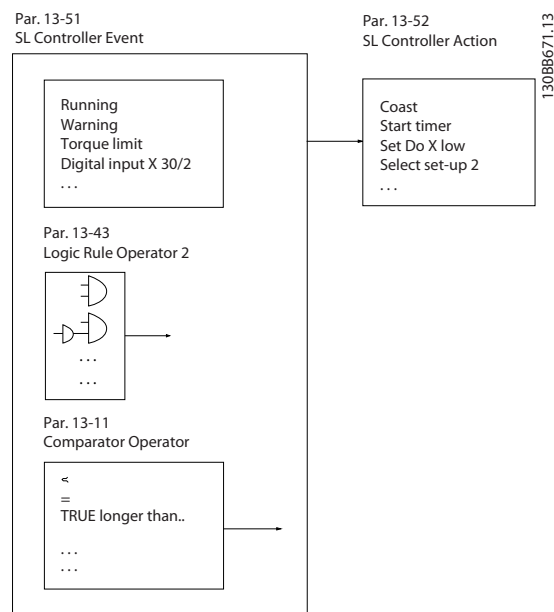 Par. 13-51
SL Controller Event
Par. 13-52
SL Controller Action
130BB671.13
Running
Warning
Torque limit
Digital input X 30/2
. . .
Coast
Start timer
Set Do X low
Select set-up 2
. . .
Par. 13-43
Logic Rule Operator 2
. . .
. . .
Par. 13-11
Comparator Operator
<
=
TRUE longer than..
. . .
. . .